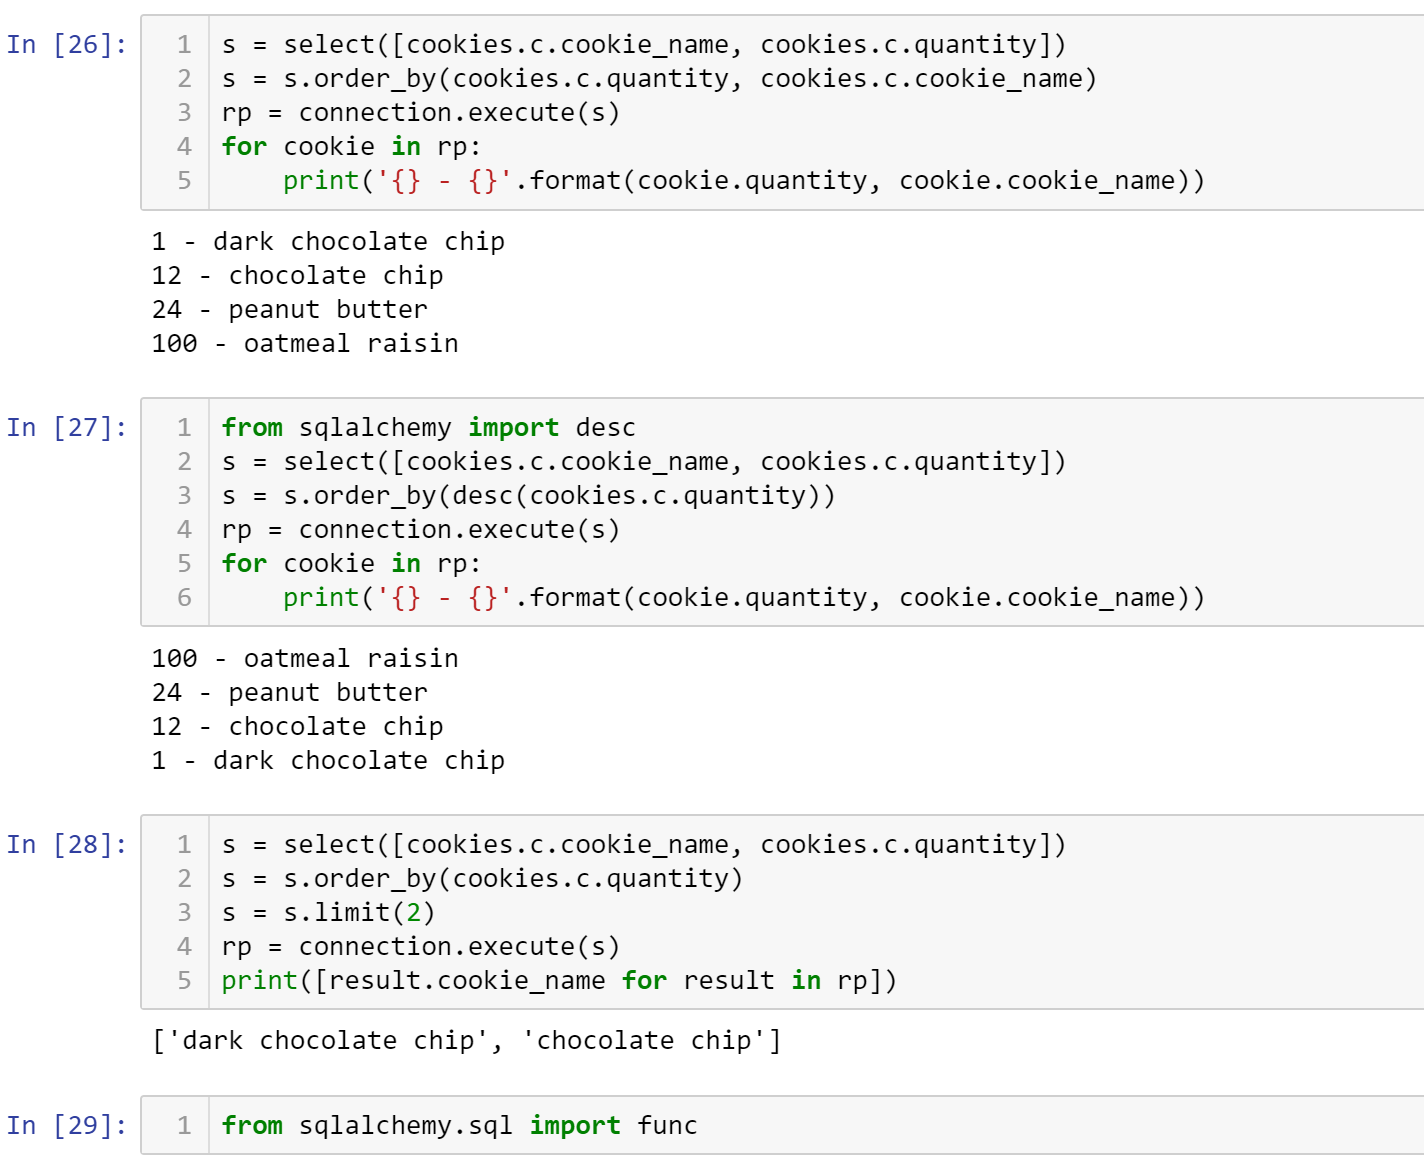 In [26]:
1 s = select([cookies.c.cookie_name, cookies.c.quantity])
2 s = s.order_by(cookies.c.quantity, cookies.c.cookie_name)
3 rp = connection.execute(s)
4 for cookie in rp:
5     print('{} - {}'.format(cookie.quantity, cookie.cookie_name))
1 - dark chocolate chip
12 - chocolate chip
24 - peanut butter
100 - oatmeal raisin
In [27]:
1 from sqlalchemy import desc
2 s = select([cookies.c.cookie_name, cookies.c.quantity])
3 s = s.order_by(desc(cookies.c.quantity))
4 rp = connection.execute(s)
5 for cookie in rp:
6     print('{} - {}'.format(cookie.quantity, cookie.cookie_name))
100 - oatmeal raisin
24 - peanut butter
12 - chocolate chip
1 - dark chocolate chip
In [28]:
1 s = select([cookies.c.cookie_name, cookies.c.quantity])
2 s = s.order_by(cookies.c.quantity)
3 s = s.limit(2)
4 rp = connection.execute(s)
5 print([result.cookie_name for result in rp])
['dark chocolate chip', 'chocolate chip']
In [29]:
1 from sqlalchemy.sql import func